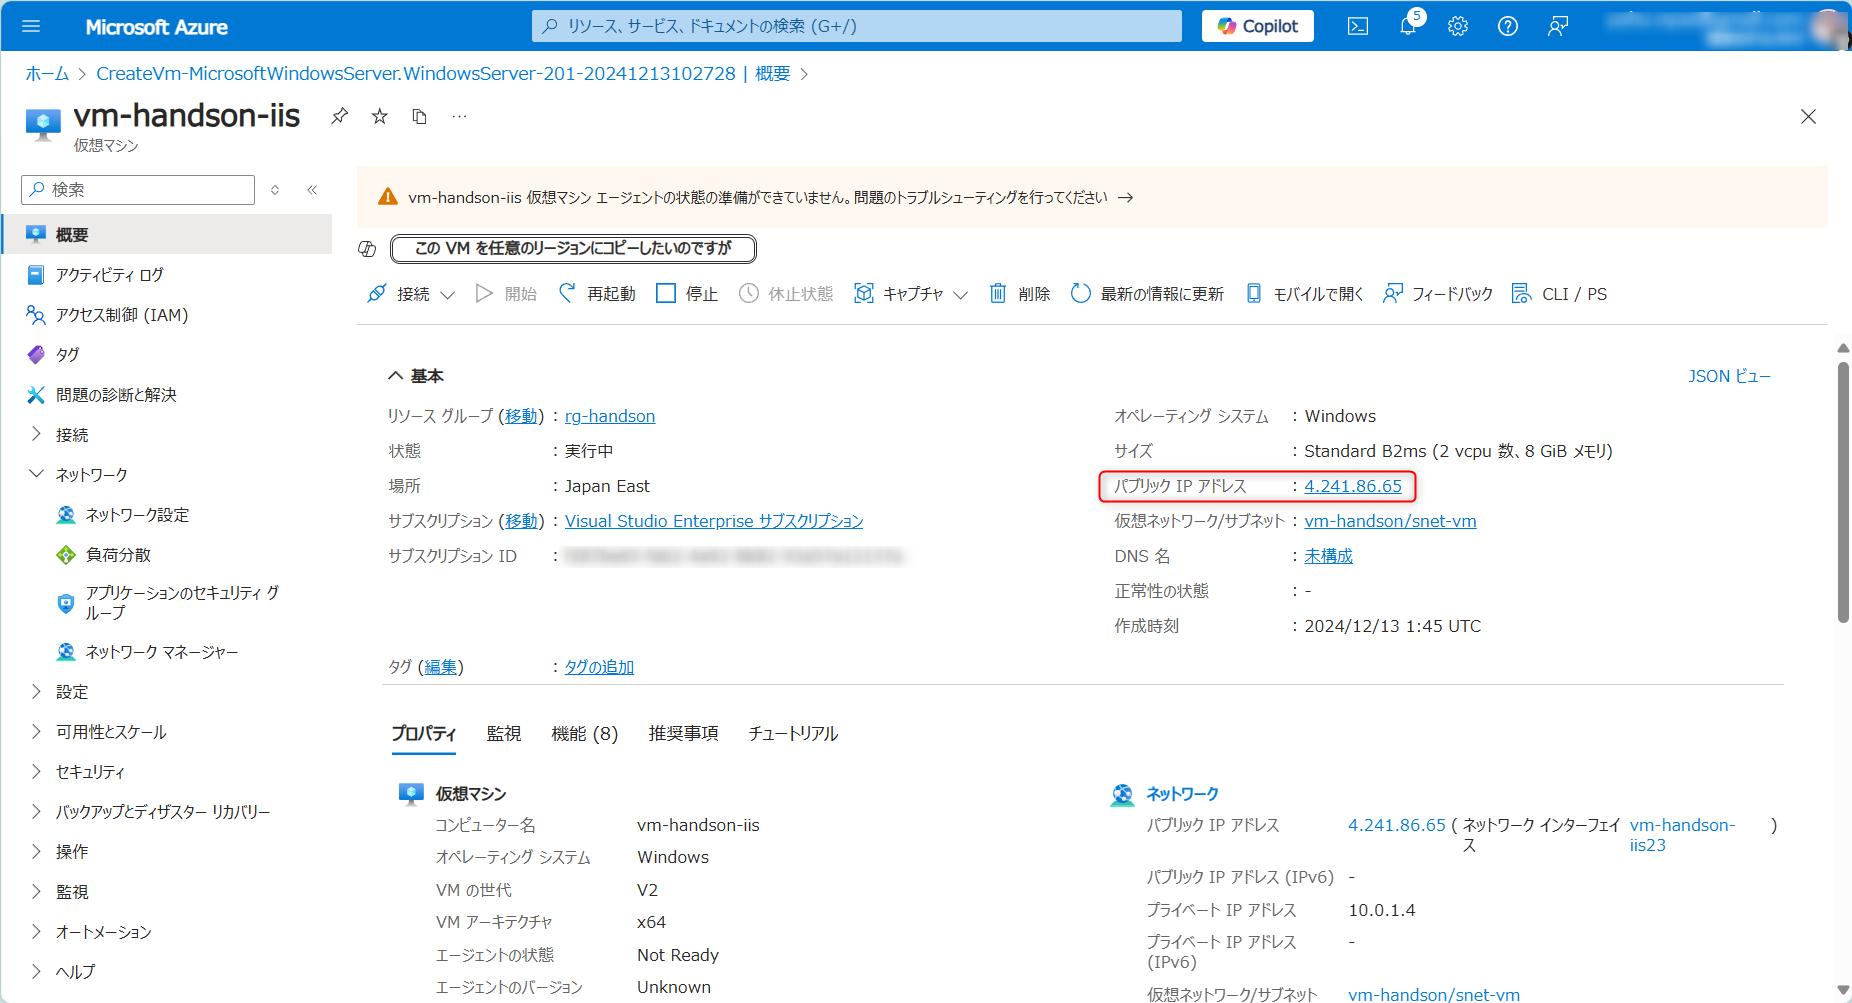 Microsoft Azure
リソース、サービス、ドキュメントの検索 (G+/)
Copilot
5
ホーム > CreateVm-MicrosoftWindowsServer.WindowsServer-201-20241213102728 | 概要 >
vm-handson-iis
仮想マシン
検索
概要
アクティビティ ログ
アクセス制御 (IAM)
タグ
問題の診断と解決
接続
ネットワーク
ネットワーク設定
負荷分散
アプリケーションのセキュリティ グ
ループ
ネットワーク マネージャー
設定
可用性とスケール
セキュリティ
バックアップとディザスター リカバリー
操作
監視
オートメーション
ヘルプ
vm-handson-iis 仮想マシン エージェントの状態の準備ができていません。問題のトラブルシューティングを行ってください →
この VM を任意のリージョンにコピーしたいのですが
接続 開始 再起動 停止 休止状態 キャプチャ 削除 最新の情報に更新 モバイルで開く フィードバック CLI / PS
基本
JSON ビュー
リソース グループ (移動) : rg-handson
状態 : 実行中
場所 : Japan East
サブスクリプション (移動) : Visual Studio Enterprise サブスクリプション
サブスクリプション ID :
オペレーティング システム : Windows
サイズ : Standard B2ms (2 vcpu 数、8 GiB メモリ)
パブリック IP アドレス : 4.241.86.65
仮想ネットワーク/サブネット : vm-handson/snet-vm
DNS 名 : 未構成
正常性の状態 : -
作成時刻 : 2024/12/13 1:45 UTC
タグ (編集) : タグの追加
プロパティ 監視 機能 (8) 推奨事項 チュートリアル
仮想マシン
コンピューター名 vm-handson-iis
オペレーティング システム Windows
VM の世代 V2
VM アーキテクチャ x64
エージェントの状態 Not Ready
エージェントのバージョン Unknown
ネットワーク
パブリック IP アドレス 4.241.86.65 ( ネットワーク インターフェイ vm-handson- )
ス iis23
パブリック IP アドレス (IPv6) -
プライベート IP アドレス 10.0.1.4
プライベート IP アドレス -
(IPv6)
仮想ネットワーク/サブネット vm-handson/snet-vm